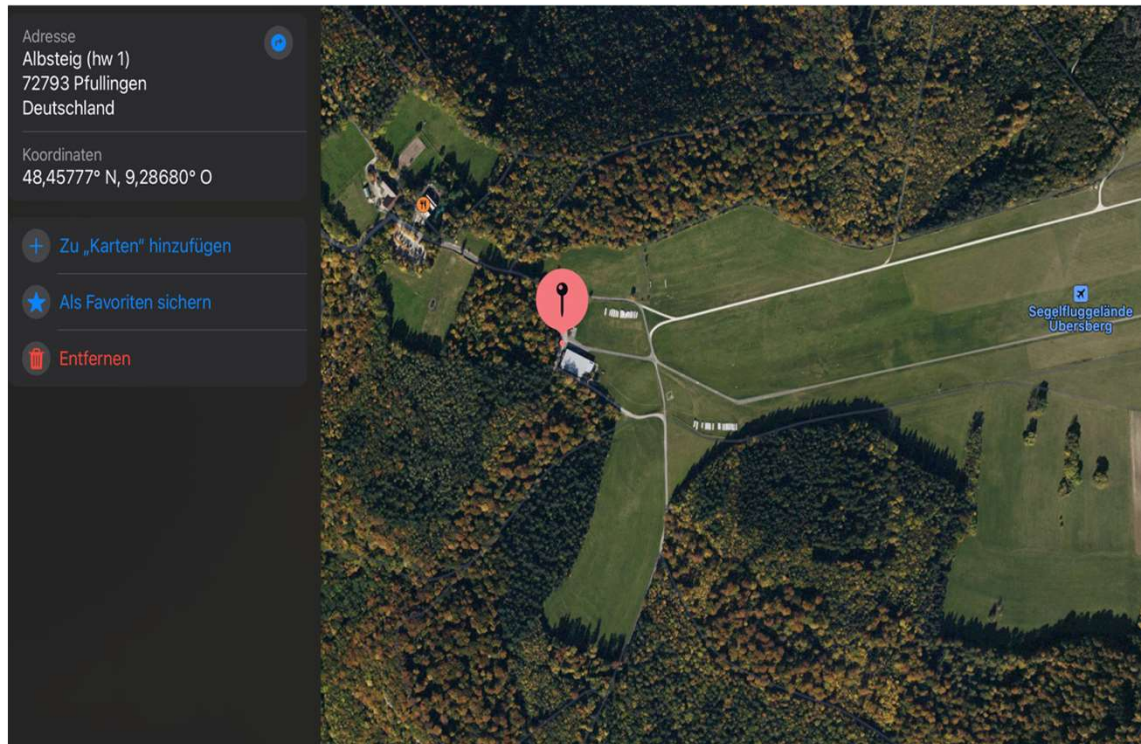 Adresse
Albsteig (hw 1)
72793 Pfullingen
Deutschland
Koordinaten
48,45777° N, 9,28680° O
Zu „Karten“ hinzufügen
Als Favoriten sichern
Entfernen
Segelfluggelände
Übersberg